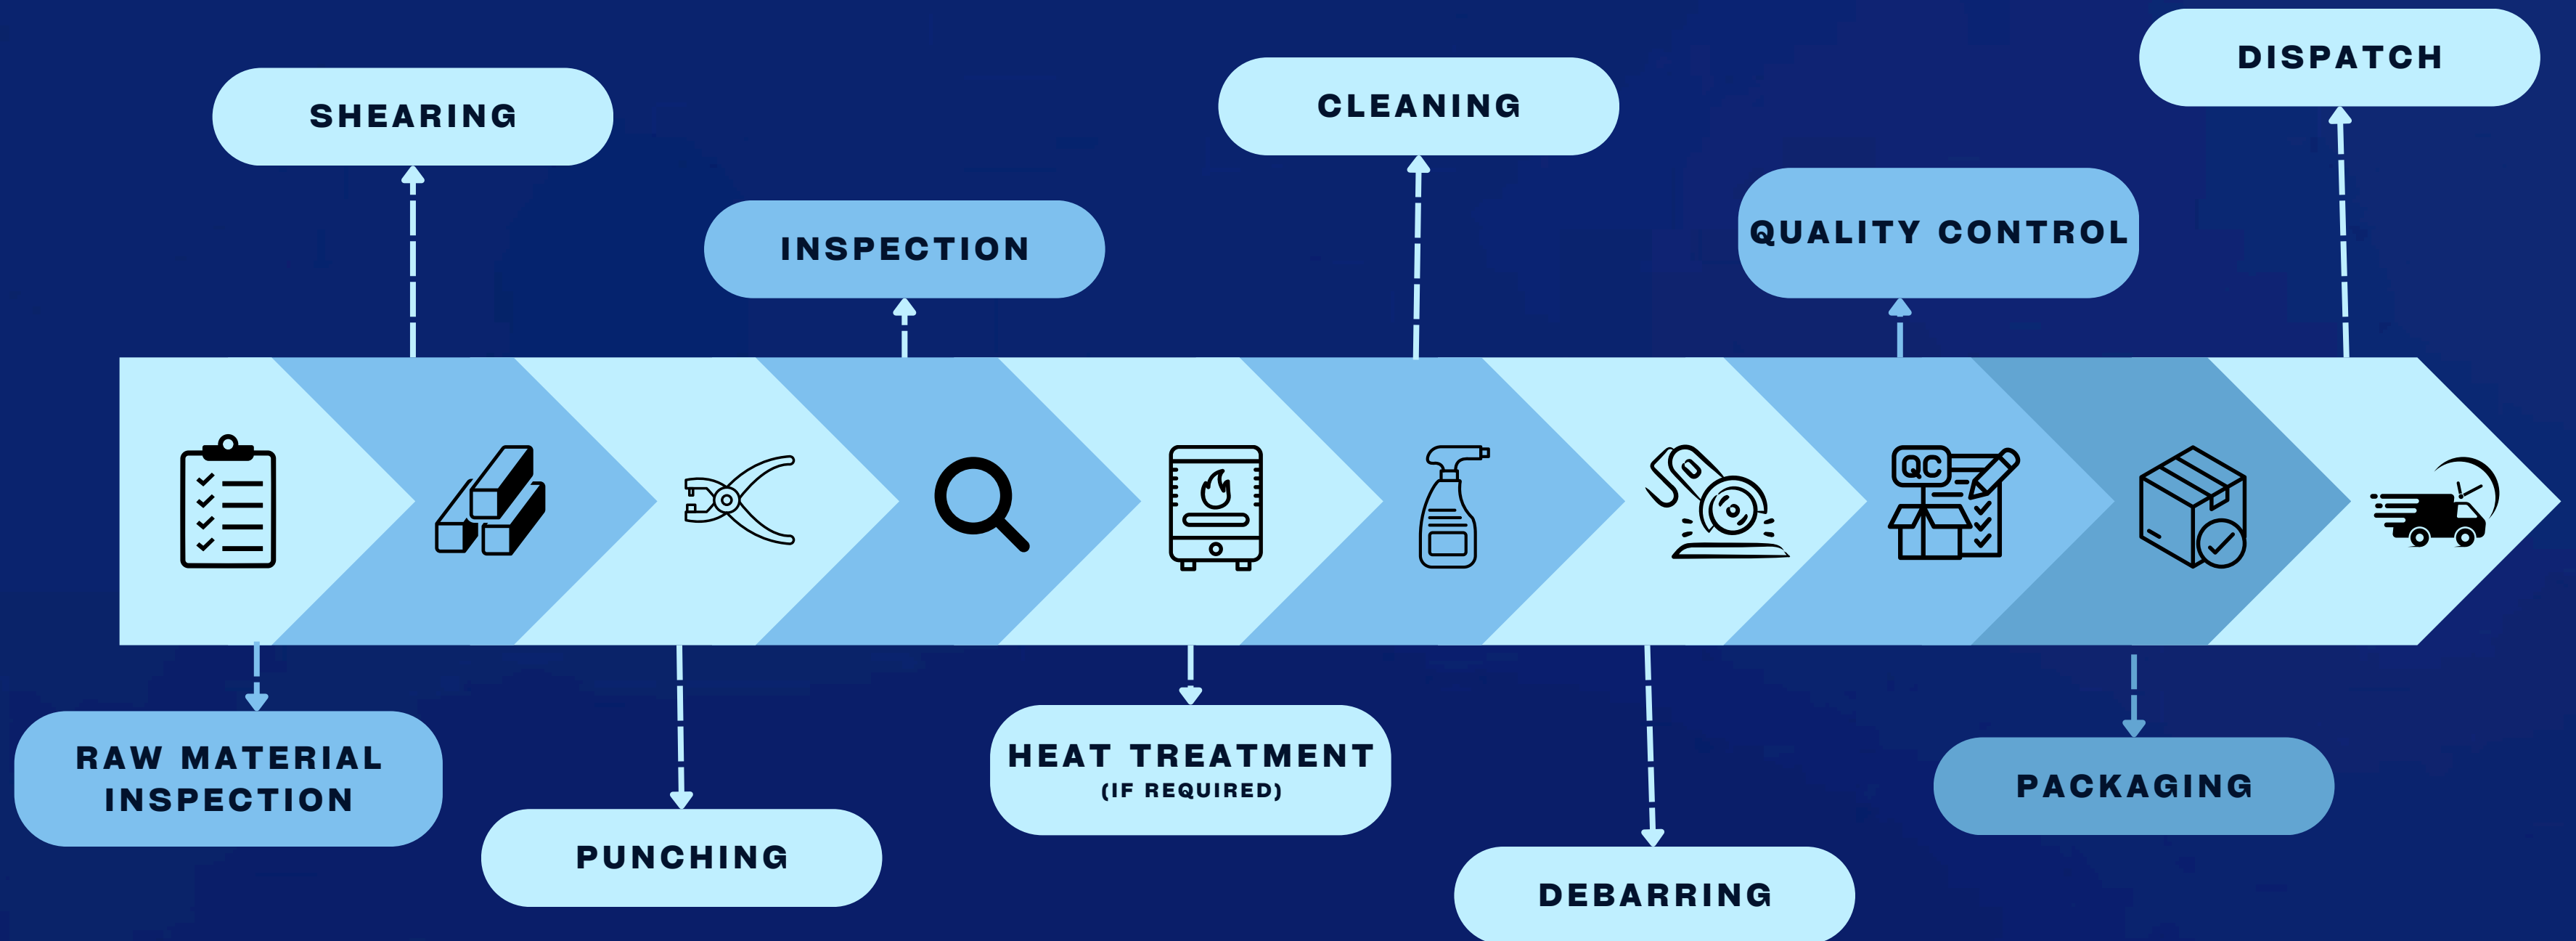 SHEARING
CLEANING
DISPATCH
INSPECTION
QUALITY CONTROL
QC
RAW MATERIAL
INSPECTION
PUNCHING
HEAT TREATMENT
(IF REQUIRED)
DEBARRING
PACKAGING